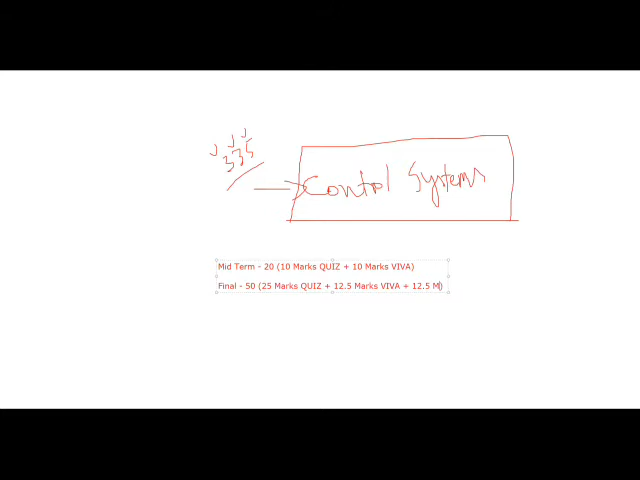 335
Control Systems
Mid Term - 20 (10 Marks QUIZ + 10 Marks VIVA)
Final - 50 (25 Marks QUIZ + 12.5 Marks VIVA + 12.5 M)